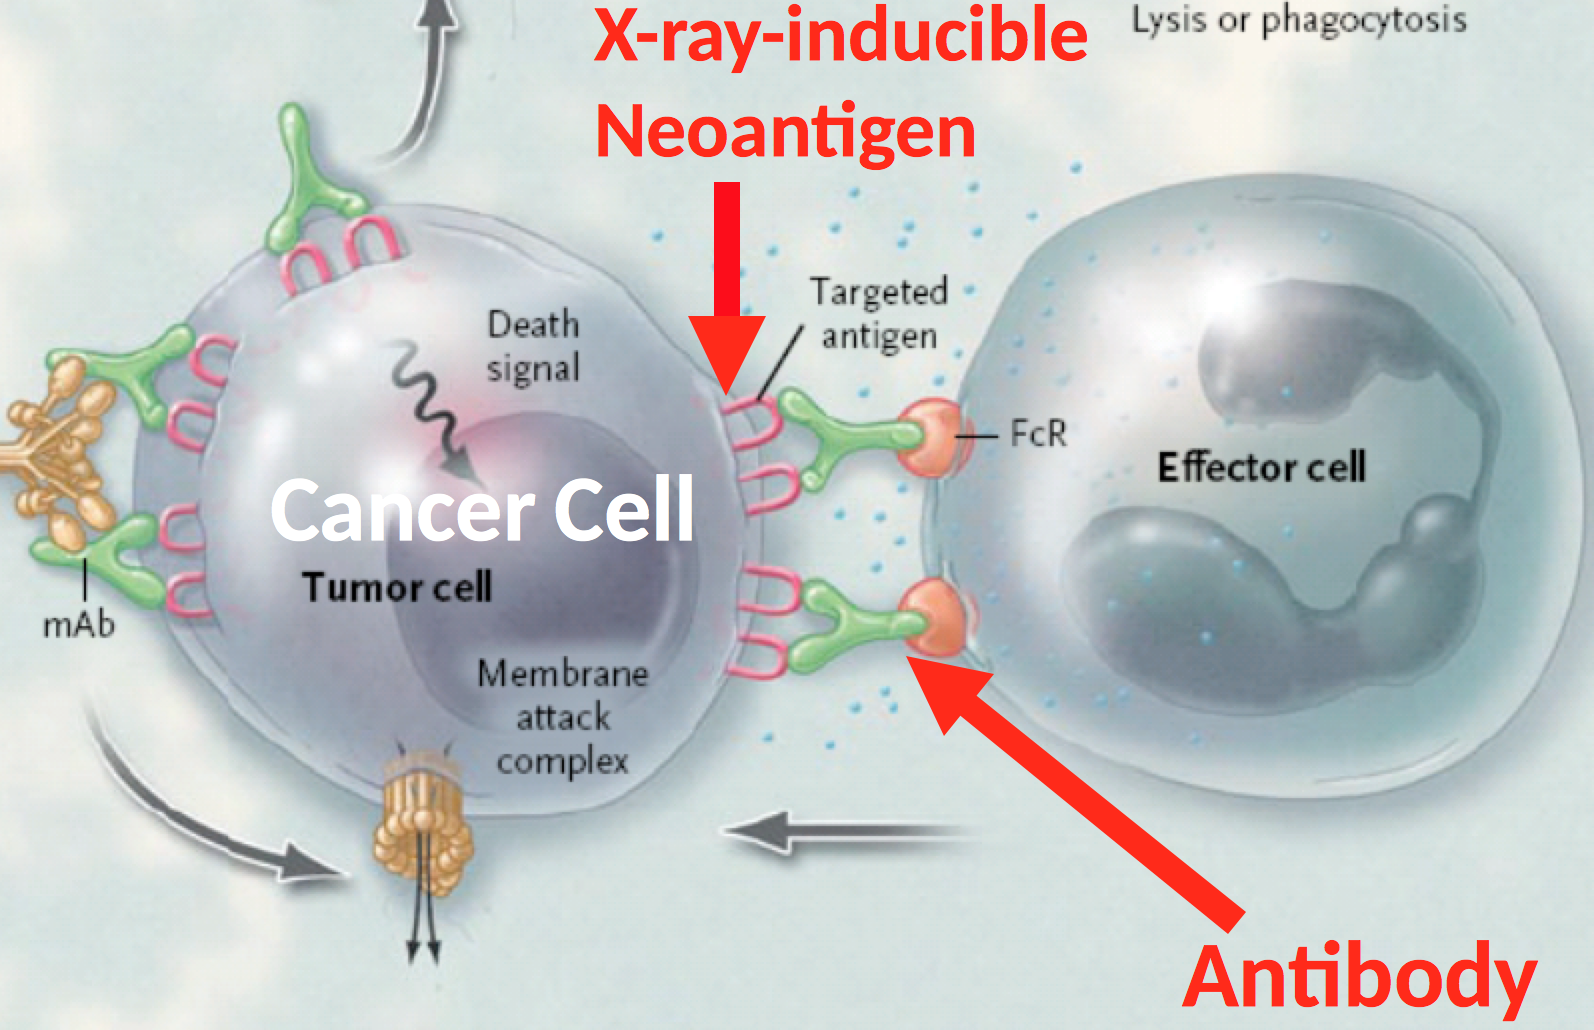 X-ray-inducible
Neoantigen
Lysis or phagocytosis
Death
signal
Targeted
antigen
FcR
Effector cell
Cancer Cell
Tumor cell
mAb
Membrane
attack
complex
Antibody